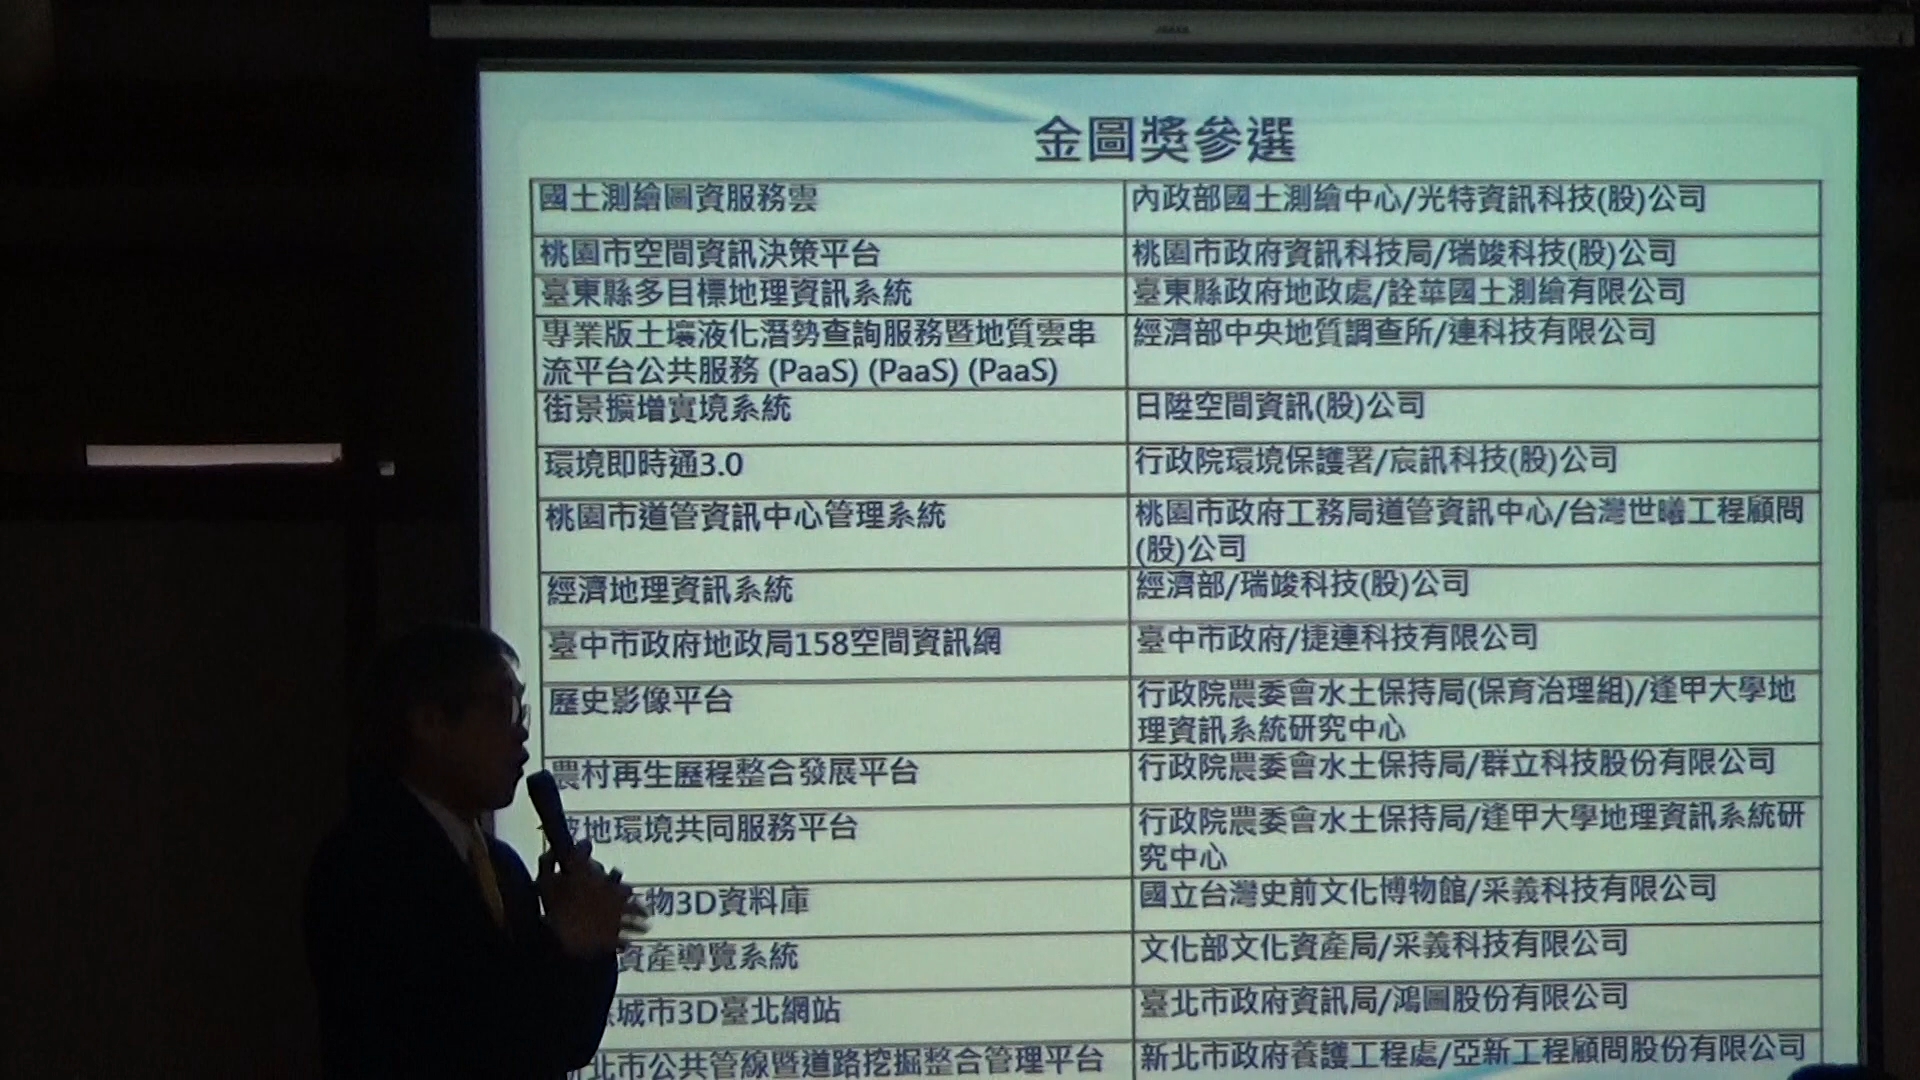 金圖獎參選
國土測繪圖資服務雲
內政部國土測繪中心/光特資訊科技(股)公司
桃園市空間資訊決策平台
桃園市政府資訊科技局/瑞竣科技(股)公司
臺東縣多目標地理資訊系統
臺東縣政府地政處/詮華國土測繪有限公司
專業版土壤液化潛勢查詢服務暨地質雲串
流平台公共服務 (PaaS) (PaaS) (PaaS)
經濟部中央地質調查所/連科技有限公司
街景擴增實境系統
日陞空間資訊(股)公司
環境即時通3.0
行政院環境保護署/宸訊科技(股)公司
桃園市道管資訊中心管理系統
桃園市政府工務局道管資訊中心/台灣世曦工程顧問
(股)公司
經濟地理資訊系統
經濟部/瑞竣科技(股)公司
臺中市政府地政局158空間資訊網
臺中市政府/捷連科技有限公司
歷史影像平台
行政院農委會水土保持局(保育治理組)/逢甲大學地
理資訊系統研究中心
農村再生歷程整合發展平台
行政院農委會水土保持局/群立科技股份有限公司
地環境共同服務平台
行政院農委會水土保持局/逢甲大學地理資訊系統研
究中心
物3D資料庫
國立台灣史前文化博物館/采義科技有限公司
資產導覽系統
文化部文化資產局/采義科技有限公司
城市3D臺北網站
臺北市政府資訊局/鴻圖股份有限公司
北市公共管線暨道路挖掘整合管理平台
新北市政府養護工程處/亞新工程顧問股份有限公司